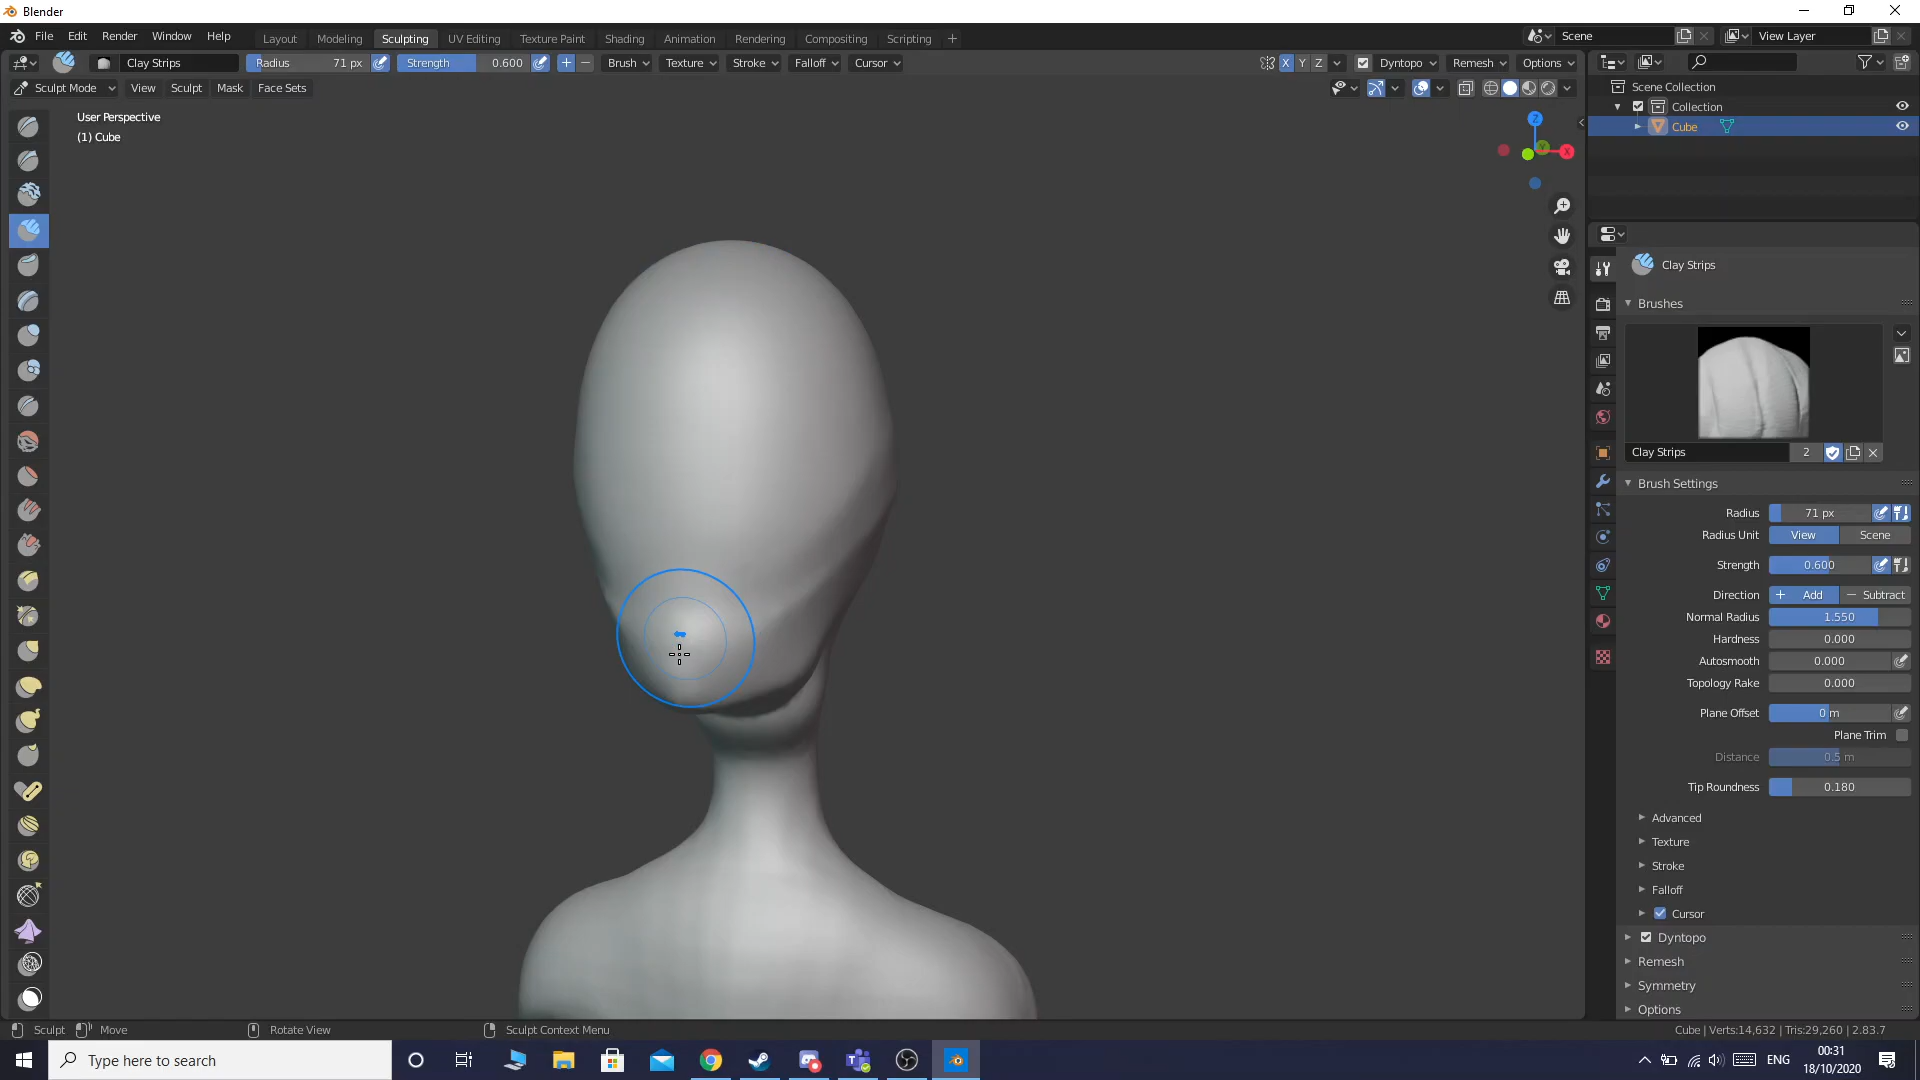 Blender
File Edit Render Window Help
Layout Modeling Sculpting UV Editing Texture Paint Shading Animation Rendering Compositing Scripting +
Scene View Layer
Clay Strips Radius 71 px Strength 0.600 Brush Texture Stroke Falloff Cursor X Y Z Dyntopo Remesh Options
Sculpt Mode View Sculpt Mask Face Sets
User Perspective
(1) Cube
Z
X
Y
Scene Collection
Collection
Cube
Clay Strips
Brushes
Clay Strips 2
Brush Settings
Radius 71 px
Radius Unit View Scene
Strength 0.600
Direction + Add − Subtract
Normal Radius 1.550
Hardness 0.000
Autosmooth 0.000
Topology Rake 0.000
Plane Offset 0 m
Plane Trim
Distance 0.5 m
Tip Roundness 0.180
Advanced
Texture
Stroke
Falloff
Cursor
Dyntopo
Remesh
Symmetry
Options
Sculpt Move Rotate View Sculpt Context Menu
Cube | Verts:14,632 | Tris:29,260 | 2.83.7
Type here to search
ENG
00:31
18/10/2020